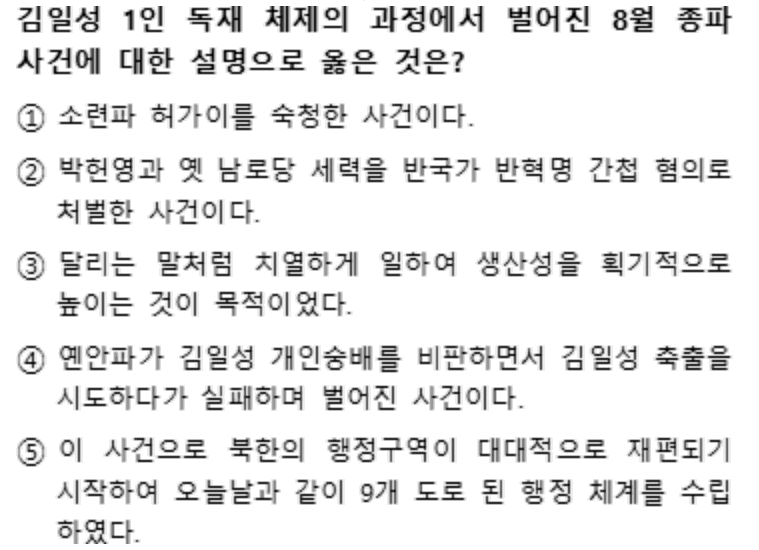 김일성 1인 독재 체제의 과정에서 벌어진 8월 종파
사건에 대한 설명으로 옳은 것은?
① 소련파 허가이를 숙청한 사건이다.
② 박헌영과 옛 남로당 세력을 반국가 반혁명 간첩 혐의로
처벌한 사건이다.
③ 달리는 말처럼 치열하게 일하여 생산성을 획기적으로
높이는 것이 목적이었다.
④ 옌안파가 김일성 개인숭배를 비판하면서 김일성 축출을
시도하다가 실패하며 벌어진 사건이다.
⑤ 이 사건으로 북한의 행정구역이 대대적으로 재편되기
시작하여 오늘날과 같이 9개 도로 된 행정 체계를 수립
하였다.